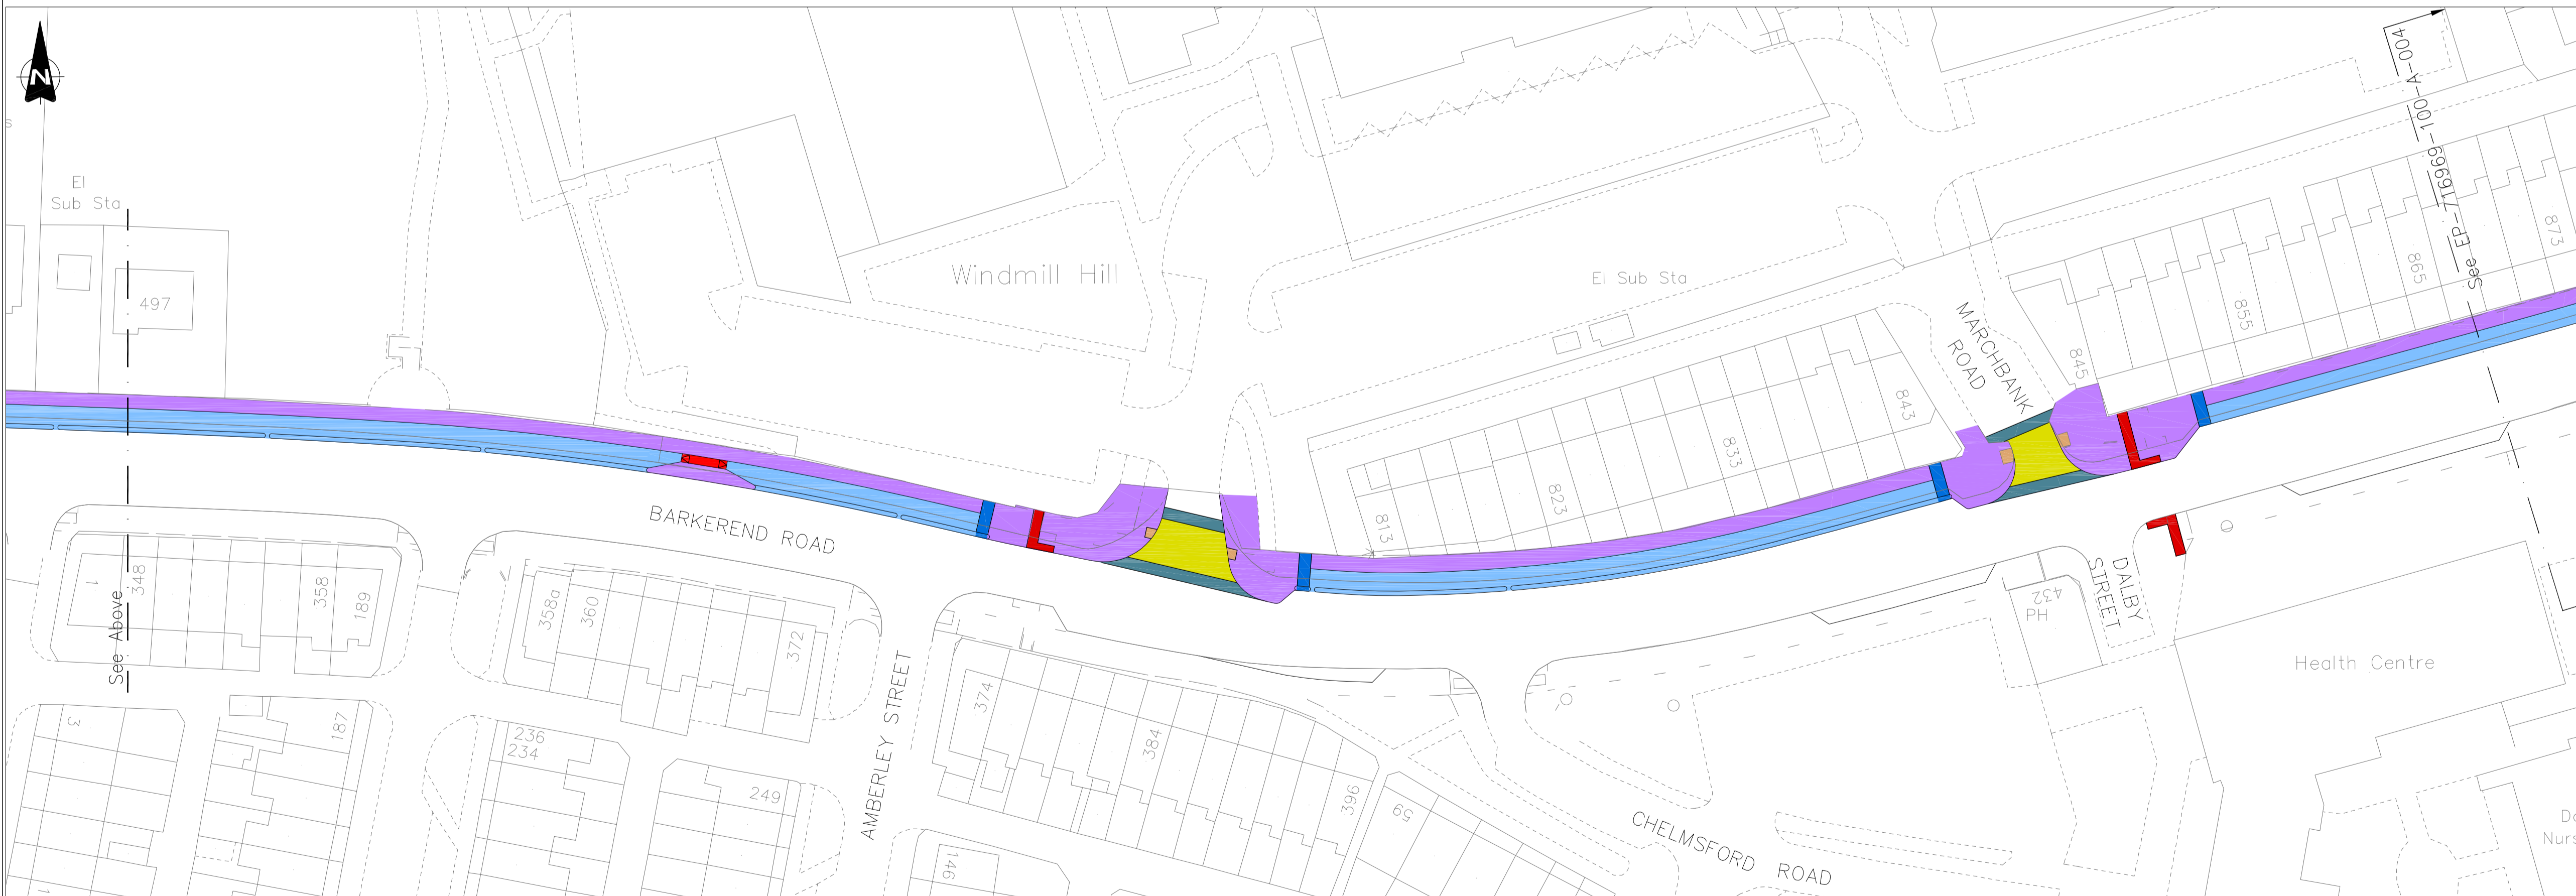 N
s
El
Sub Sta
497
Windmill Hill
El Sub Sta
See EP-716969-100-A-004
MARCHBANK
ROAD
845
855
865
873
813
823
833
843
BARKEREND ROAD
See Above
1
348
358
189
358a
360
372
AMBERLEY STREET
374
384
396
59
432
PH
DALBY
STREET
Health Centre
3
187
236
234
249
146
CHELMSFORD ROAD
Nurs